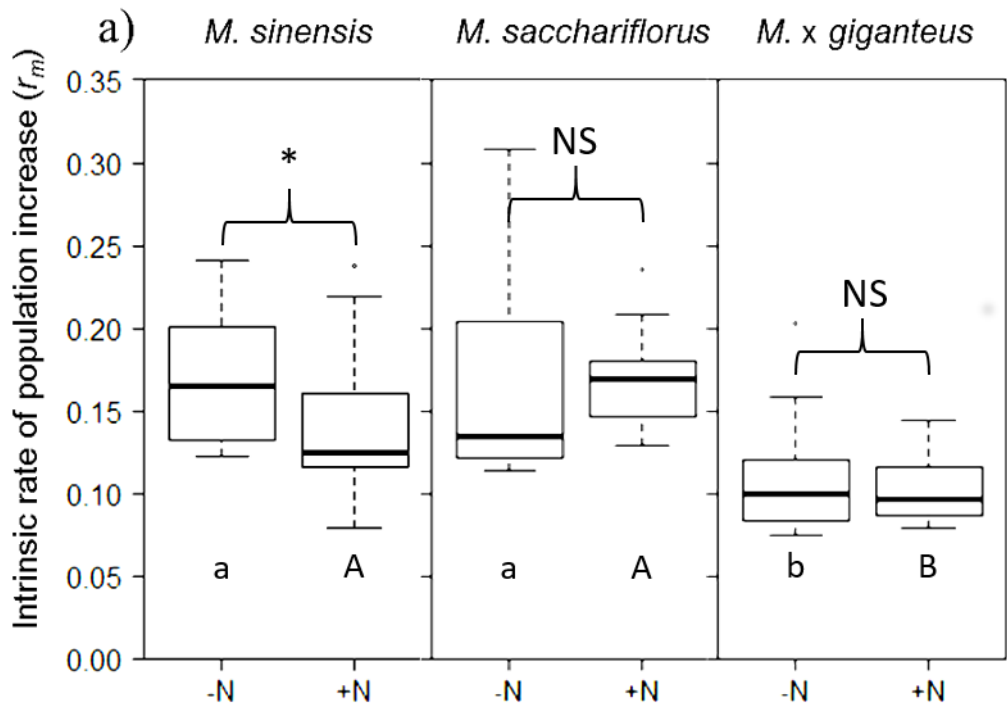 a)
M. sinensis
M. sacchariflorus
M. x giganteus
Intrinsic rate of population increase (rm)
0.35
0.30
0.25
0.20
0.15
0.10
0.05
0.00
*
NS
NS
a
A
a
A
b
B
-N
+N
-N
+N
-N
+N